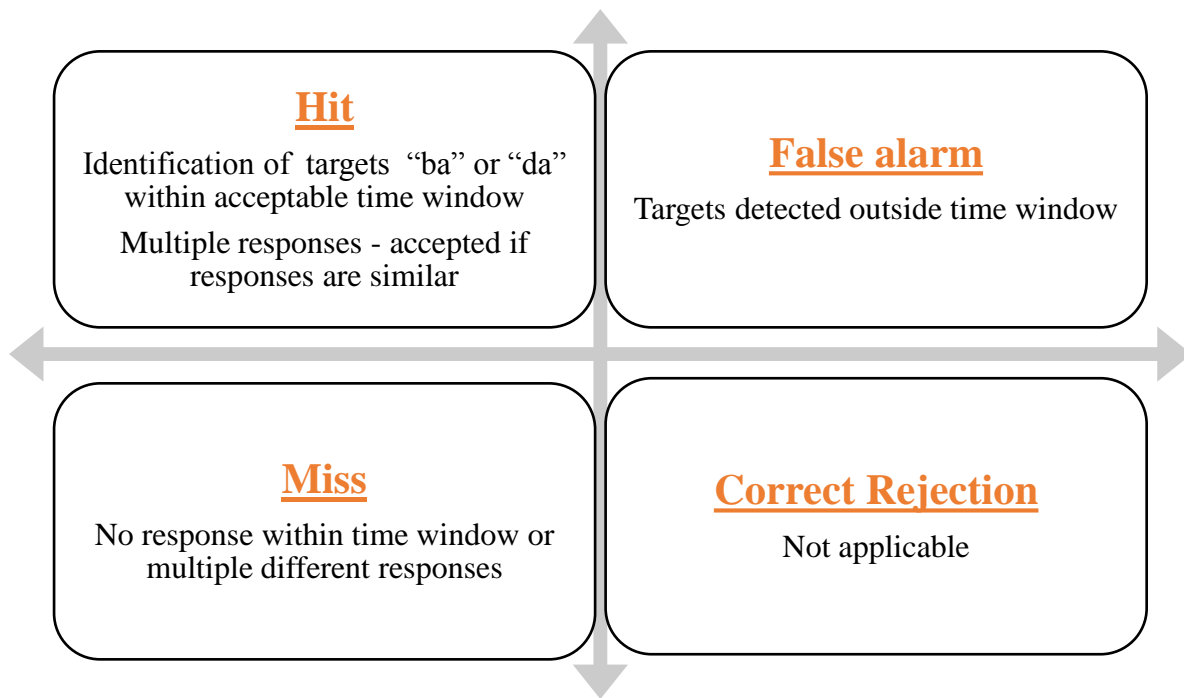 Hit
Identification of targets “ba” or “da”
within acceptable time window
Multiple responses - accepted if
responses are similar
False alarm
Targets detected outside time window
Miss
No response within time window or
multiple different responses
Correct Rejection
Not applicable